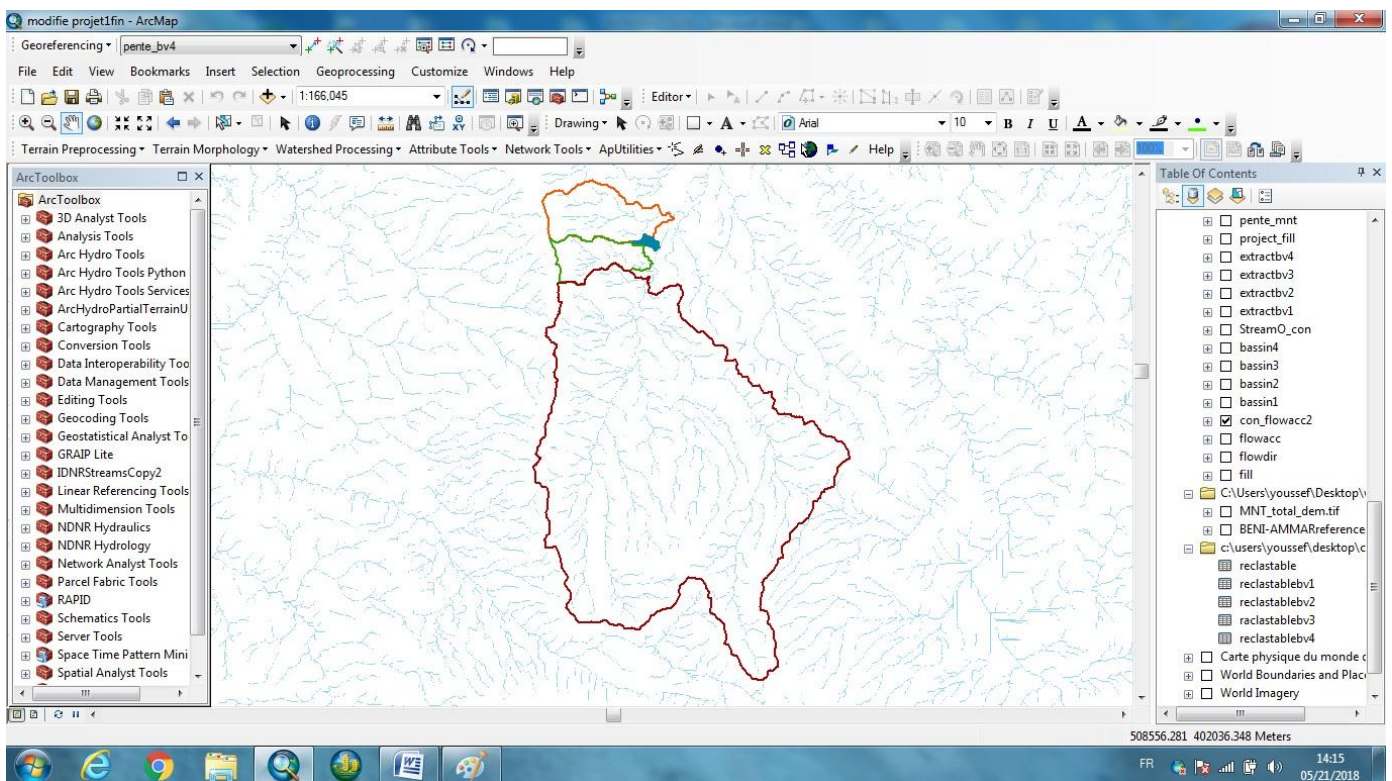 modifie projet1fin - ArcMap
Georeferencing pente_bv4
File Edit View Bookmarks Insert Selection Geoprocessing Customize Windows Help
1:166,045 Editor
Drawing A Arial 10 B I U A
Terrain Preprocessing Terrain Morphology Watershed Processing Attribute Tools Network Tools ApUtilities Help 100%
ArcToolbox
ArcToolbox
3D Analyst Tools
Analysis Tools
Arc Hydro Tools
Arc Hydro Tools Python
Arc Hydro Tools Services
ArcHydroPartialTerrainU
Cartography Tools
Conversion Tools
Data Interoperability Too
Data Management Tools
Editing Tools
Geocoding Tools
Geostatistical Analyst To
GRAIP Lite
IDNRStreamsCopy2
Linear Referencing Tools
Multidimension Tools
NDNR Hydraulics
NDNR Hydrology
Network Analyst Tools
Parcel Fabric Tools
RAPID
Schematics Tools
Server Tools
Space Time Pattern Mini
Spatial Analyst Tools
Table Of Contents
pente_mnt
project_fill
extractbv4
extractbv3
extractbv2
extractbv1
StreamO_con
bassin4
bassin3
bassin2
bassin1
con_flowacc2
flowacc
flowdir
fill
C:\Users\youssef\Desktop\
MNT_total_dem.tif
BENI-AMMARreference
c:\users\youssef\desktop\c
reclastable
reclastablebv1
reclastablebv2
reclastablebv3
reclastablebv4
Carte physique du monde
World Boundaries and Plac
World Imagery
508556.281 402036.348 Meters
FR 14:15
05/21/2018